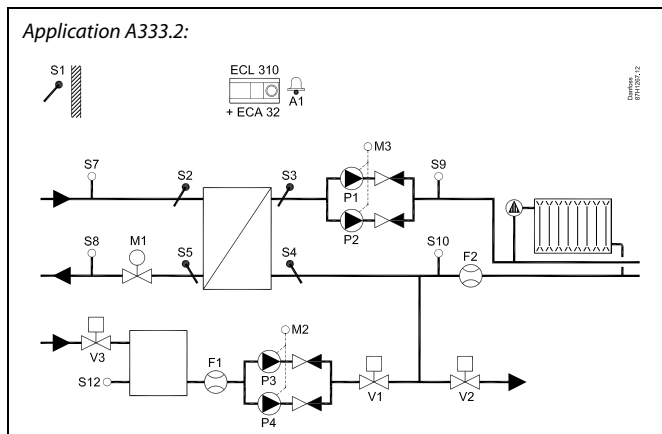 Application A333.2:
S1
ECL 310
A1
+ ECA 32
Danfoss
87H1267.12
M3
S7
S2
S3
P1
S9
P2
S8
M1
S5
S4
S10
F2
M2
V3
F1
P3
S12
P4
V1
V2